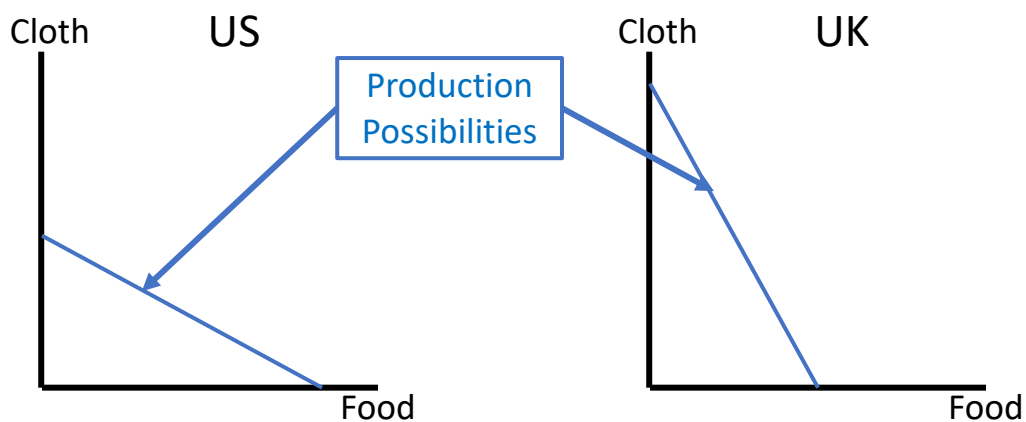 US
Cloth
UK
Cloth
Production
Possibilities
Food
Food